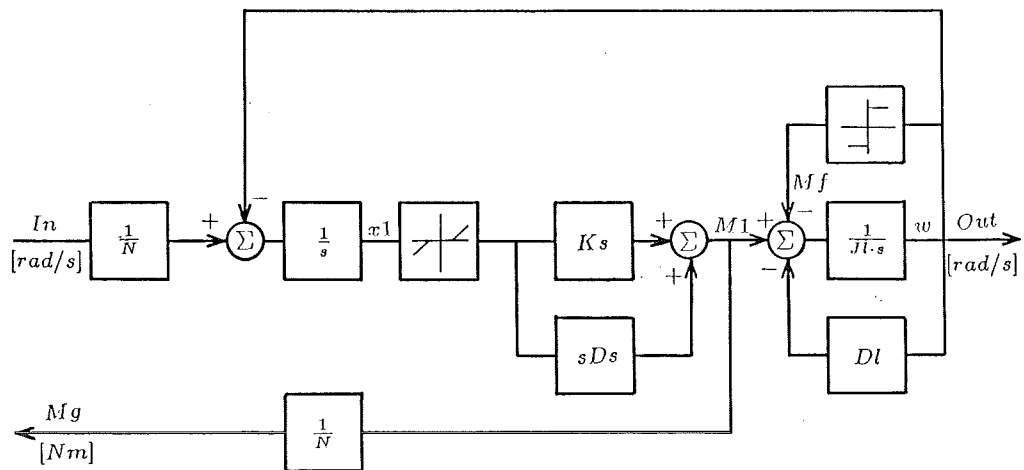 Mf
In
[rad/s]
1/N
+
−
Σ
1/s
x1
Ks
sDs
+
+
Σ
M1
+
−
−
Σ
1/Jl·s
w
Out
[rad/s]
Dl
Mg
[Nm]
1/N